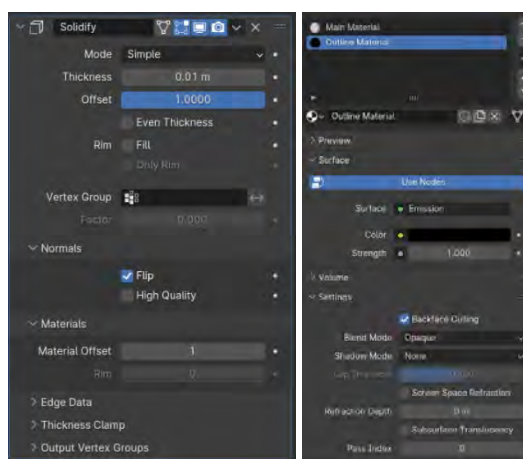 Solidify
Mode Simple
Thickness 0.01 m
Offset 1.0000
Even Thickness
Rim Fill
Only Rim
Vertex Group
Factor 0.000
Normals
Flip
High Quality
Materials
Material Offset 1
Rim 0
Edge Data
Thickness Clamp
Output Vertex Groups
Main Material
Outline Material
Outline Material
Preview
Surface
Use Nodes
Surface Emission
Color
Strength 1.000
Volume
Settings
Backface Culling
Blend Mode Opaque
Shadow Mode None
Screen Space Refraction
Refraction Depth 0 m
Subsurface Translucency
Pass Index 0